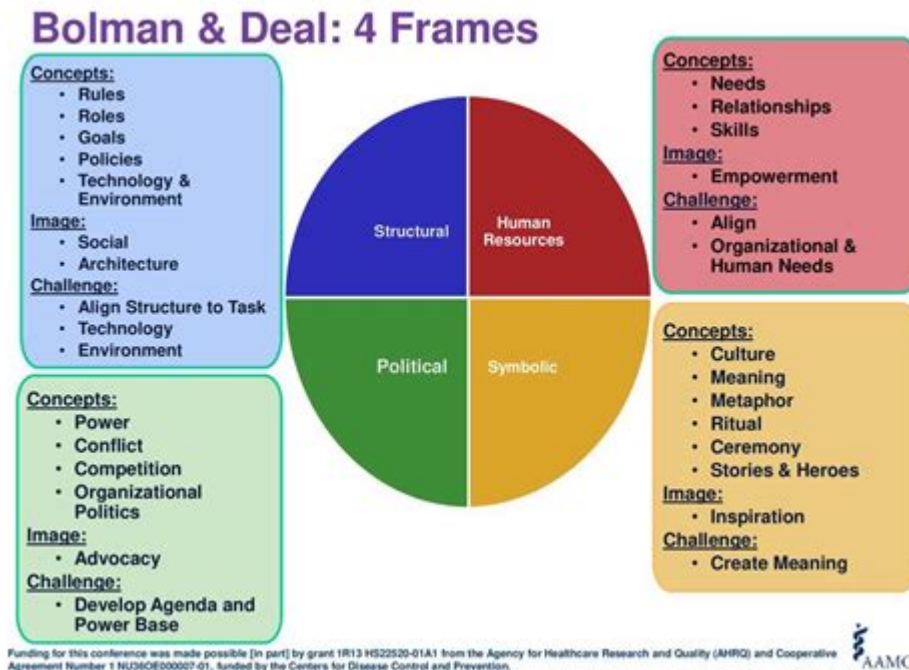 Bolman & Deal: 4 Frames
Concepts:
• Rules
• Roles
• Goals
• Policies
• Technology &
Environment
Image:
• Social
• Architecture
Challenge:
• Align Structure to Task
• Technology
• Environment
Concepts:
• Power
• Conflict
• Competition
• Organizational
Politics
Image:
• Advocacy
Challenge:
• Develop Agenda and
Power Base
Structural
Human
Resources
Political
Symbolic
Concepts:
• Needs
• Relationships
• Skills
Image:
• Empowerment
Challenge:
• Align
• Organizational &
Human Needs
Concepts:
• Culture
• Meaning
• Metaphor
• Ritual
• Ceremony
• Stories & Heroes
Image:
• Inspiration
Challenge:
• Create Meaning
Funding for this conference was made possible [in part] by grant 1R13 HS22520-01A1 from the Agency for Healthcare Research and Quality (AHRQ) and Cooperative
Agreement Number 1 NU36OE000007-01, funded by the Centers for Disease Control and Prevention.
AAMC